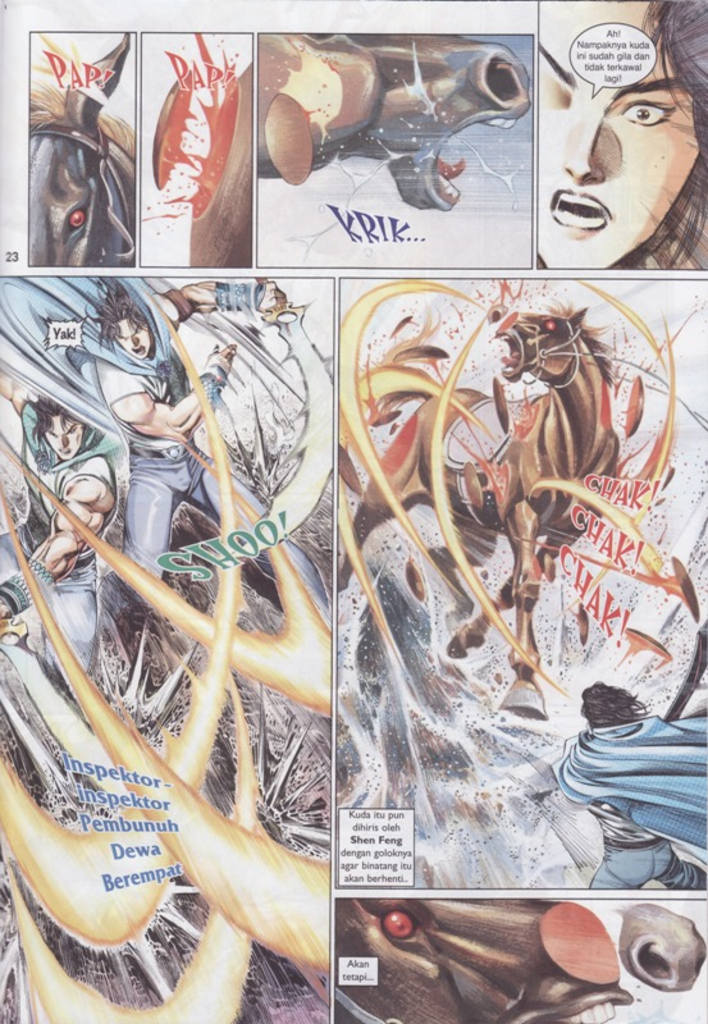 PAP!
PAP!
KRIK...
Ah!
Nampaknya kuda
ini sudah gila dan
tidak terkawal
lagi!
23
Yak!
SHOO!
Inspektor-
inspektor
Pembunuh
Dewa
Berempat
CHAK!
CHAK!
CHAK!
Kuda itu pun
dihiris oleh
Shen Feng
dengan goloknya
agar binatang itu
akan berhenti..
Akan
tetapi...